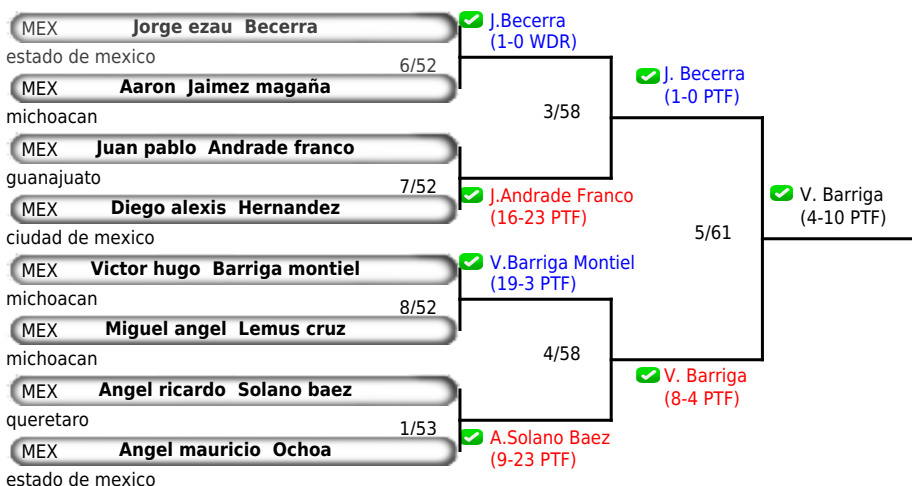 MEX Jorge ezau Becerra
estado de mexico
6/52
MEX Aaron Jaimez magaña
michoacan
MEX Juan pablo Andrade franco
guanajuato
7/52
MEX Diego alexis Hernandez
ciudad de mexico
MEX Victor hugo Barriga montiel
michoacan
8/52
MEX Miguel angel Lemus cruz
michoacan
MEX Angel ricardo Solano baez
queretaro
1/53
MEX Angel mauricio Ochoa
estado de mexico
J.Becerra
(1-0 WDR)
3/58
J.Andrade Franco
(16-23 PTF)
V.Barriga Montiel
(19-3 PTF)
4/58
A.Solano Baez
(9-23 PTF)
J. Becerra
(1-0 PTF)
5/61
V. Barriga
(8-4 PTF)
V. Barriga
(4-10 PTF)